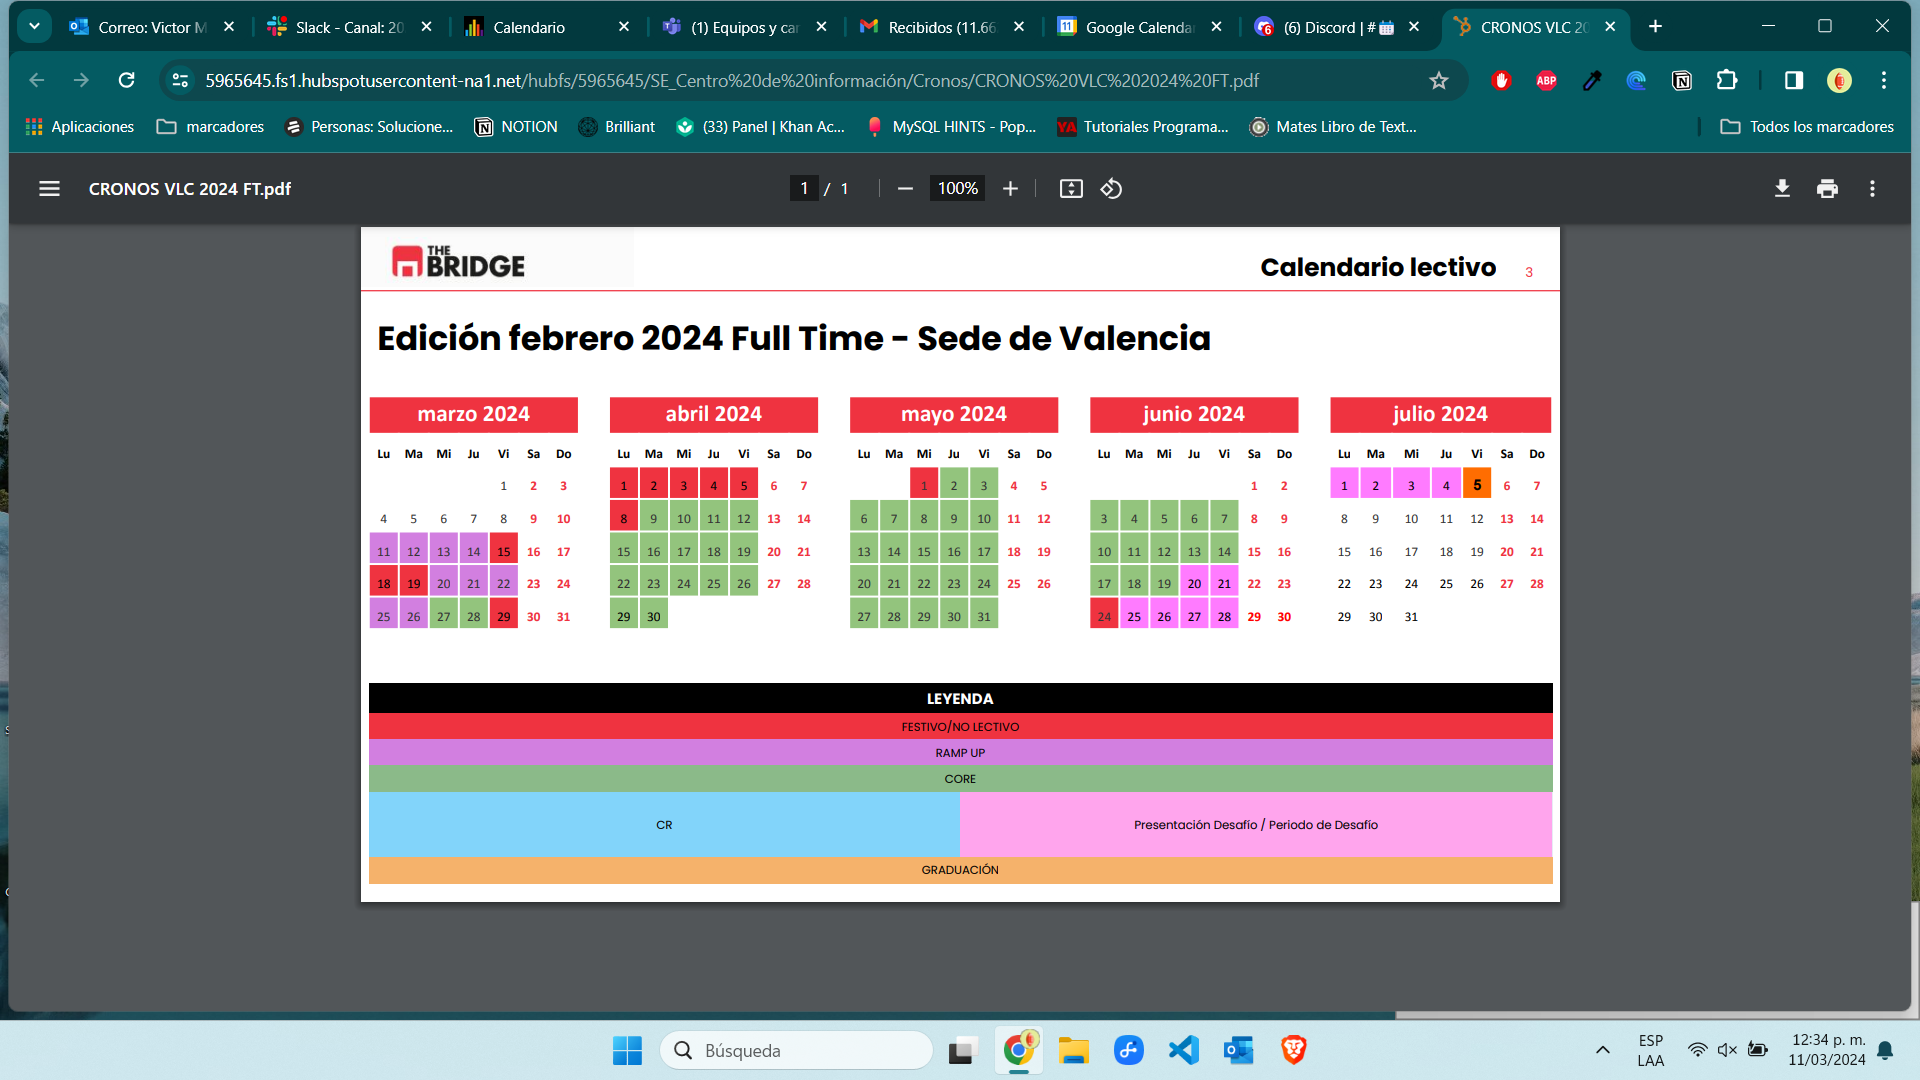 Correo: Victor M
Slack - Canal: 20
Calendario
(1) Equipos y car
Recibidos (11.66
Google Calenda
(6) Discord | #
CRONOS VLC 20
5965645.fs1.hubspotusercontent-na1.net/hubfs/5965645/SE_Centro%20de%20información/Cronos/CRONOS%20VLC%202024%20FT.pdf
Aplicaciones
marcadores
Personas: Solucione...
NOTION
Brilliant
(33) Panel | Khan Ac...
MySQL HINTS - Pop...
Tutoriales Programa...
Mates Libro de Text...
Todos los marcadores
CRONOS VLC 2024 FT.pdf
1 / 1
100%
THE
BRIDGE
Calendario lectivo 3
Edición febrero 2024 Full Time - Sede de Valencia
marzo 2024
Lu Ma Mi Ju Vi Sa Do
1 2 3
4 5 6 7 8 9 10
11 12 13 14 15 16 17
18 19 20 21 22 23 24
25 26 27 28 29 30 31
abril 2024
Lu Ma Mi Ju Vi Sa Do
1 2 3 4 5 6 7
8 9 10 11 12 13 14
15 16 17 18 19 20 21
22 23 24 25 26 27 28
29 30
mayo 2024
Lu Ma Mi Ju Vi Sa Do
1 2 3 4 5
6 7 8 9 10 11 12
13 14 15 16 17 18 19
20 21 22 23 24 25 26
27 28 29 30 31
junio 2024
Lu Ma Mi Ju Vi Sa Do
1 2
3 4 5 6 7 8 9
10 11 12 13 14 15 16
17 18 19 20 21 22 23
24 25 26 27 28 29 30
julio 2024
Lu Ma Mi Ju Vi Sa Do
1 2 3 4 5 6 7
8 9 10 11 12 13 14
15 16 17 18 19 20 21
22 23 24 25 26 27 28
29 30 31
LEYENDA
FESTIVO/NO LECTIVO
RAMP UP
CORE
CR
Presentación Desafío / Periodo de Desafío
GRADUACIÓN
Búsqueda
ESP
LAA
12:34 p. m.
11/03/2024